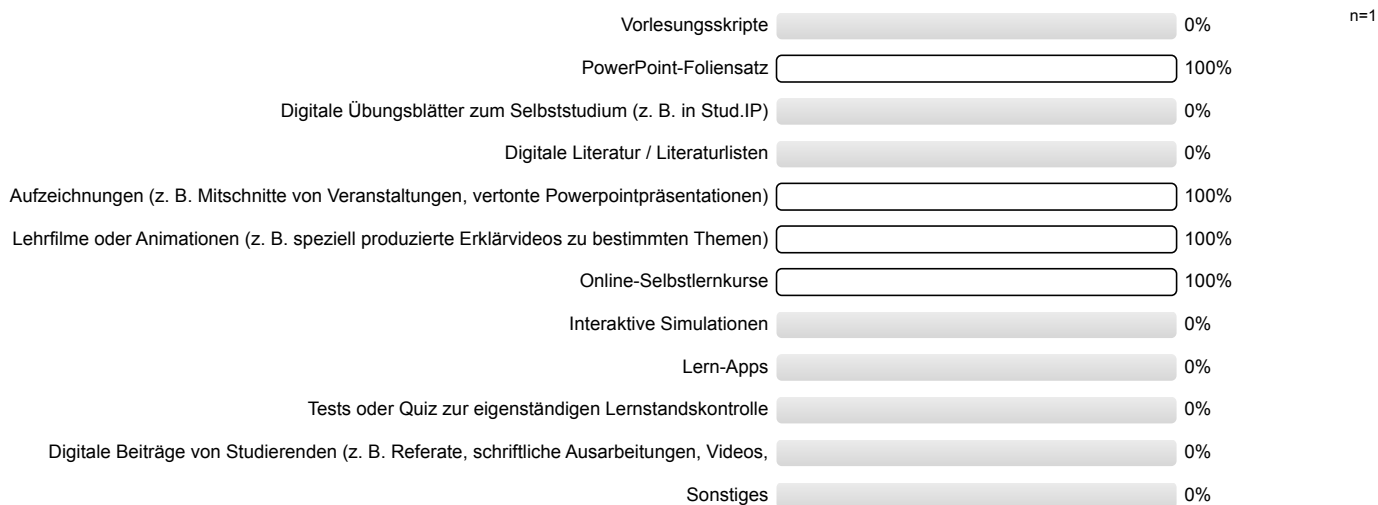 Vorlesungsskripte 0% n=1
PowerPoint-Foliensatz 100%
Digitale Übungsblätter zum Selbststudium (z. B. in Stud.IP) 0%
Digitale Literatur / Literaturlisten 0%
Aufzeichnungen (z. B. Mitschnitte von Veranstaltungen, vertonte Powerpointpräsentationen) 100%
Lehrfilme oder Animationen (z. B. speziell produzierte Erklärvideos zu bestimmten Themen) 100%
Online-Selbstlernkurse 100%
Interaktive Simulationen 0%
Lern-Apps 0%
Tests oder Quiz zur eigenständigen Lernstandskontrolle 0%
Digitale Beiträge von Studierenden (z. B. Referate, schriftliche Ausarbeitungen, Videos, 0%
Sonstiges 0%